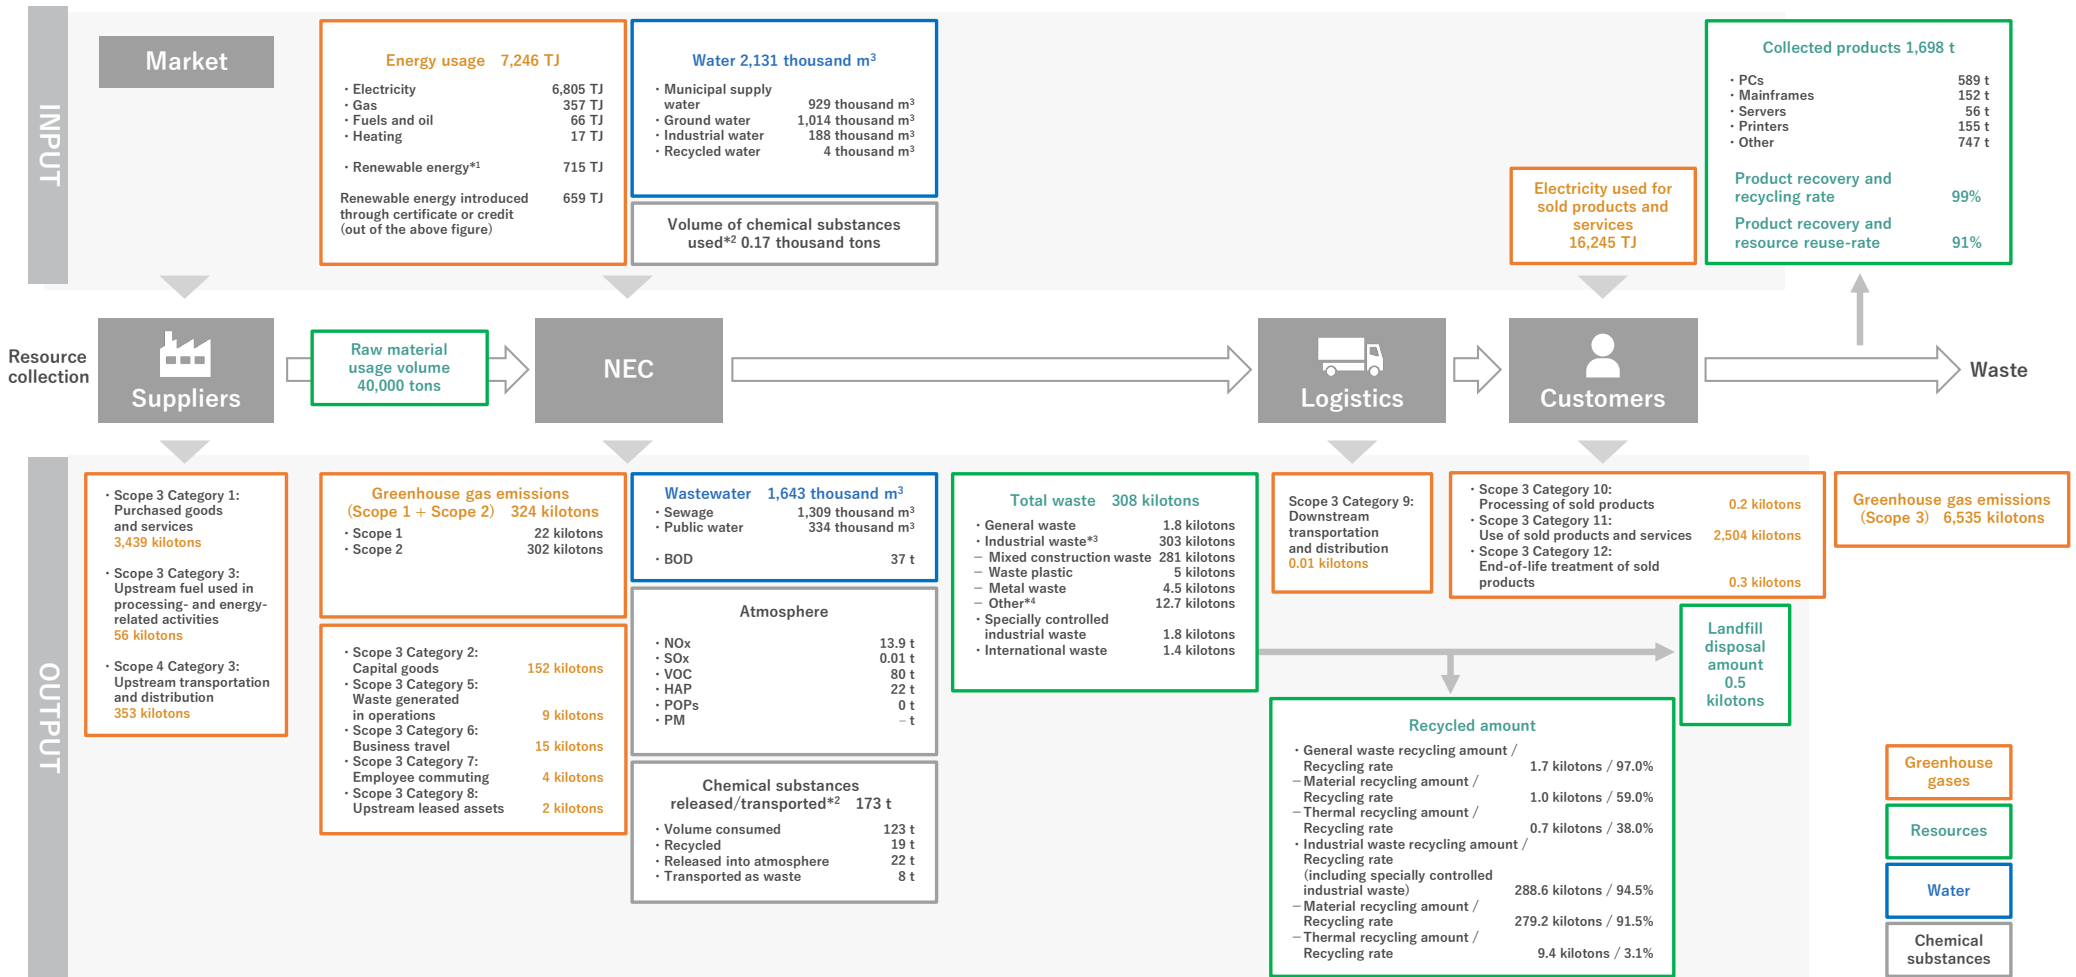 INPUT
Market
Energy usage 7,246 TJ
・Electricity 6,805 TJ
・Gas 357 TJ
・Fuels and oil 66 TJ
・Heating 17 TJ
・Renewable energy*1 715 TJ
Renewable energy introduced 659 TJ
through certificate or credit
(out of the above figure)
Water 2,131 thousand m³
・Municipal supply
water 929 thousand m³
・Ground water 1,014 thousand m³
・Industrial water 188 thousand m³
・Recycled water 4 thousand m³
Volume of chemical substances
used*2 0.17 thousand tons
Electricity used for
sold products and
services
16,245 TJ
Collected products 1,698 t
・PCs 589 t
・Mainframes 152 t
・Servers 56 t
・Printers 155 t
・Other 747 t
Product recovery and
recycling rate 99%
Product recovery and
resource reuse-rate 91%
Resource
collection
Suppliers
Raw material
usage volume
40,000 tons
NEC
Logistics
Customers
Waste
OUTPUT
・Scope 3 Category 1:
Purchased goods
and services
3,439 kilotons
・Scope 3 Category 3:
Upstream fuel used in
processing- and energy-
related activities
56 kilotons
・Scope 4 Category 3:
Upstream transportation
and distribution
353 kilotons
Greenhouse gas emissions
(Scope 1 + Scope 2) 324 kilotons
・Scope 1 22 kilotons
・Scope 2 302 kilotons
・Scope 3 Category 2:
Capital goods 152 kilotons
・Scope 3 Category 5:
Waste generated
in operations 9 kilotons
・Scope 3 Category 6:
Business travel 15 kilotons
・Scope 3 Category 7:
Employee commuting 4 kilotons
・Scope 3 Category 8:
Upstream leased assets 2 kilotons
Wastewater 1,643 thousand m³
・Sewage 1,309 thousand m³
・Public water 334 thousand m³
・BOD 37 t
Atmosphere
・NOx 13.9 t
・SOx 0.01 t
・VOC 80 t
・HAP 22 t
・POPs 0 t
・PM – t
Chemical substances
released/transported*2 173 t
・Volume consumed 123 t
・Recycled 19 t
・Released into atmosphere 22 t
・Transported as waste 8 t
Total waste 308 kilotons
・General waste 1.8 kilotons
・Industrial waste*3 303 kilotons
– Mixed construction waste 281 kilotons
– Waste plastic 5 kilotons
– Metal waste 4.5 kilotons
– Other*4 12.7 kilotons
・Specially controlled
industrial waste 1.8 kilotons
・International waste 1.4 kilotons
Scope 3 Category 9:
Downstream
transportation
and distribution
0.01 kilotons
・Scope 3 Category 10:
Processing of sold products 0.2 kilotons
・Scope 3 Category 11:
Use of sold products and services 2,504 kilotons
・Scope 3 Category 12:
End-of-life treatment of sold
products 0.3 kilotons
Greenhouse gas emissions
(Scope 3) 6,535 kilotons
Landfill
disposal
amount
0.5
kilotons
Recycled amount
・General waste recycling amount /
Recycling rate 1.7 kilotons / 97.0%
– Material recycling amount /
Recycling rate 1.0 kilotons / 59.0%
– Thermal recycling amount /
Recycling rate 0.7 kilotons / 38.0%
・Industrial waste recycling amount /
Recycling rate
(including specially controlled
industrial waste) 288.6 kilotons / 94.5%
– Material recycling amount /
Recycling rate 279.2 kilotons / 91.5%
– Thermal recycling amount /
Recycling rate 9.4 kilotons / 3.1%
Greenhouse
gases
Resources
Water
Chemical
substances